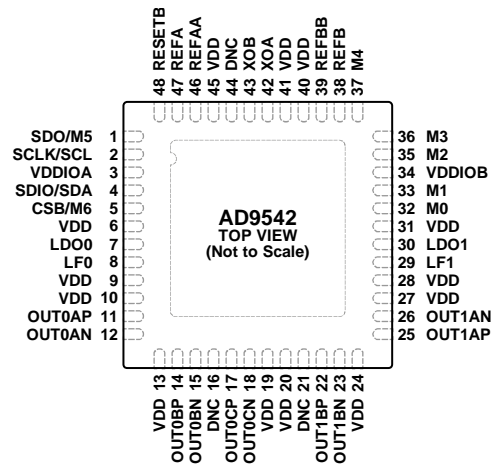 48 RESETB
47 REFA
46 REFAA
45 VDD
44 DNC
43 XOB
42 XOA
41 VDD
40 VDD
39 REFBB
38 REFB
37 M4
SDO/M5 1
SCLK/SCL 2
VDDIOA 3
SDIO/SDA 4
CSB/M6 5
VDD 6
LDO0 7
LF0 8
VDD 9
VDD 10
OUT0AP 11
OUT0AN 12
AD9542
TOP VIEW
(Not to Scale)
36 M3
35 M2
34 VDDIOB
33 M1
32 M0
31 VDD
30 LDO1
29 LF1
28 VDD
27 VDD
26 OUT1AN
25 OUT1AP
VDD 13
OUT0BP 14
OUT0BN 15
DNC 16
OUT0CP 17
OUT0CN 18
VDD 19
VDD 20
DNC 21
OUT1BP 22
OUT1BN 23
VDD 24